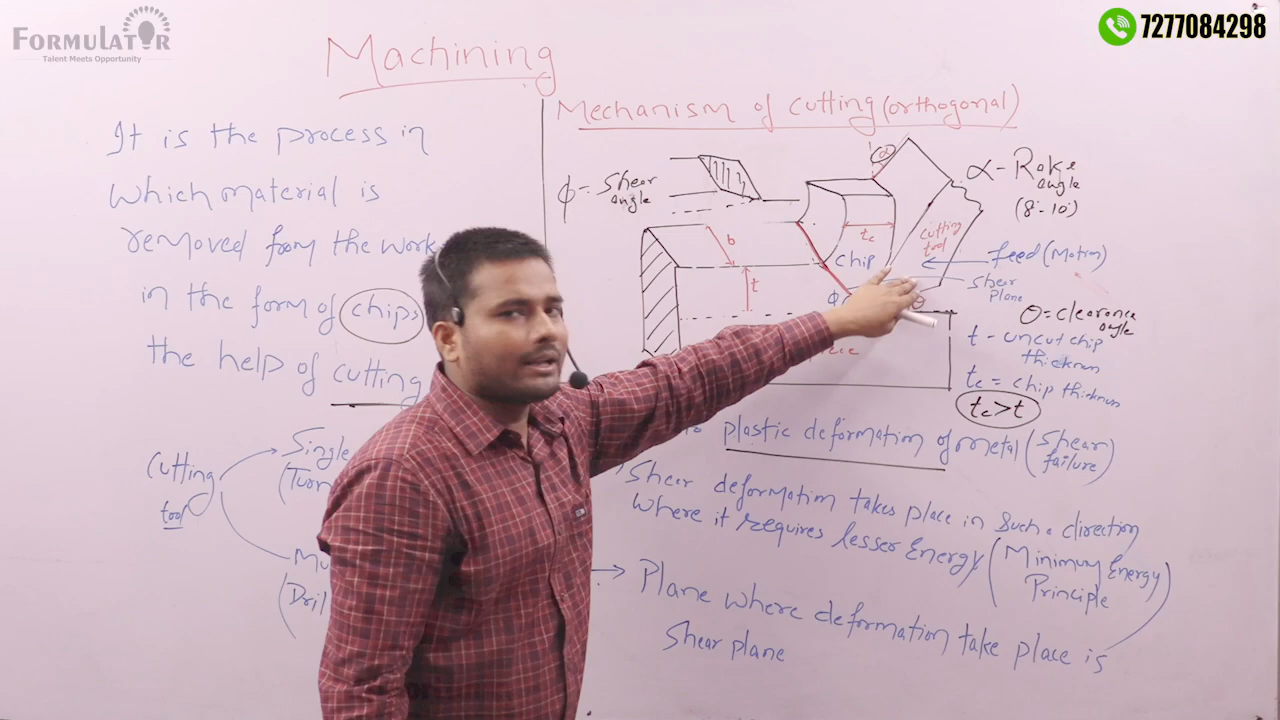 FORMULATOR
Talent Meets Opportunity
7277084298
Machining
It is the process in
which material is
removed from the work
in the form of chips
the help of cutting
Cutting
tool
Single
(Turn
Mu
(Dril
Mechanism of cutting (orthogonal)
ϕ = Shear
angle
α
α - Rake
angle
(8°-10°)
b
t
tc
chip
cutting
tool
feed (Motion)
shear
plane
ϕ
θ
θ = clearance
angle
t - uncut chip
thickness
tc = chip thickness
tc > t
plastic deformation of metal (Shear
failure)
Shear deformation takes place in such a direction
where it requires lesser Energy (Minimum Energy
Principle)
→ Plane where deformation take place is
shear plane